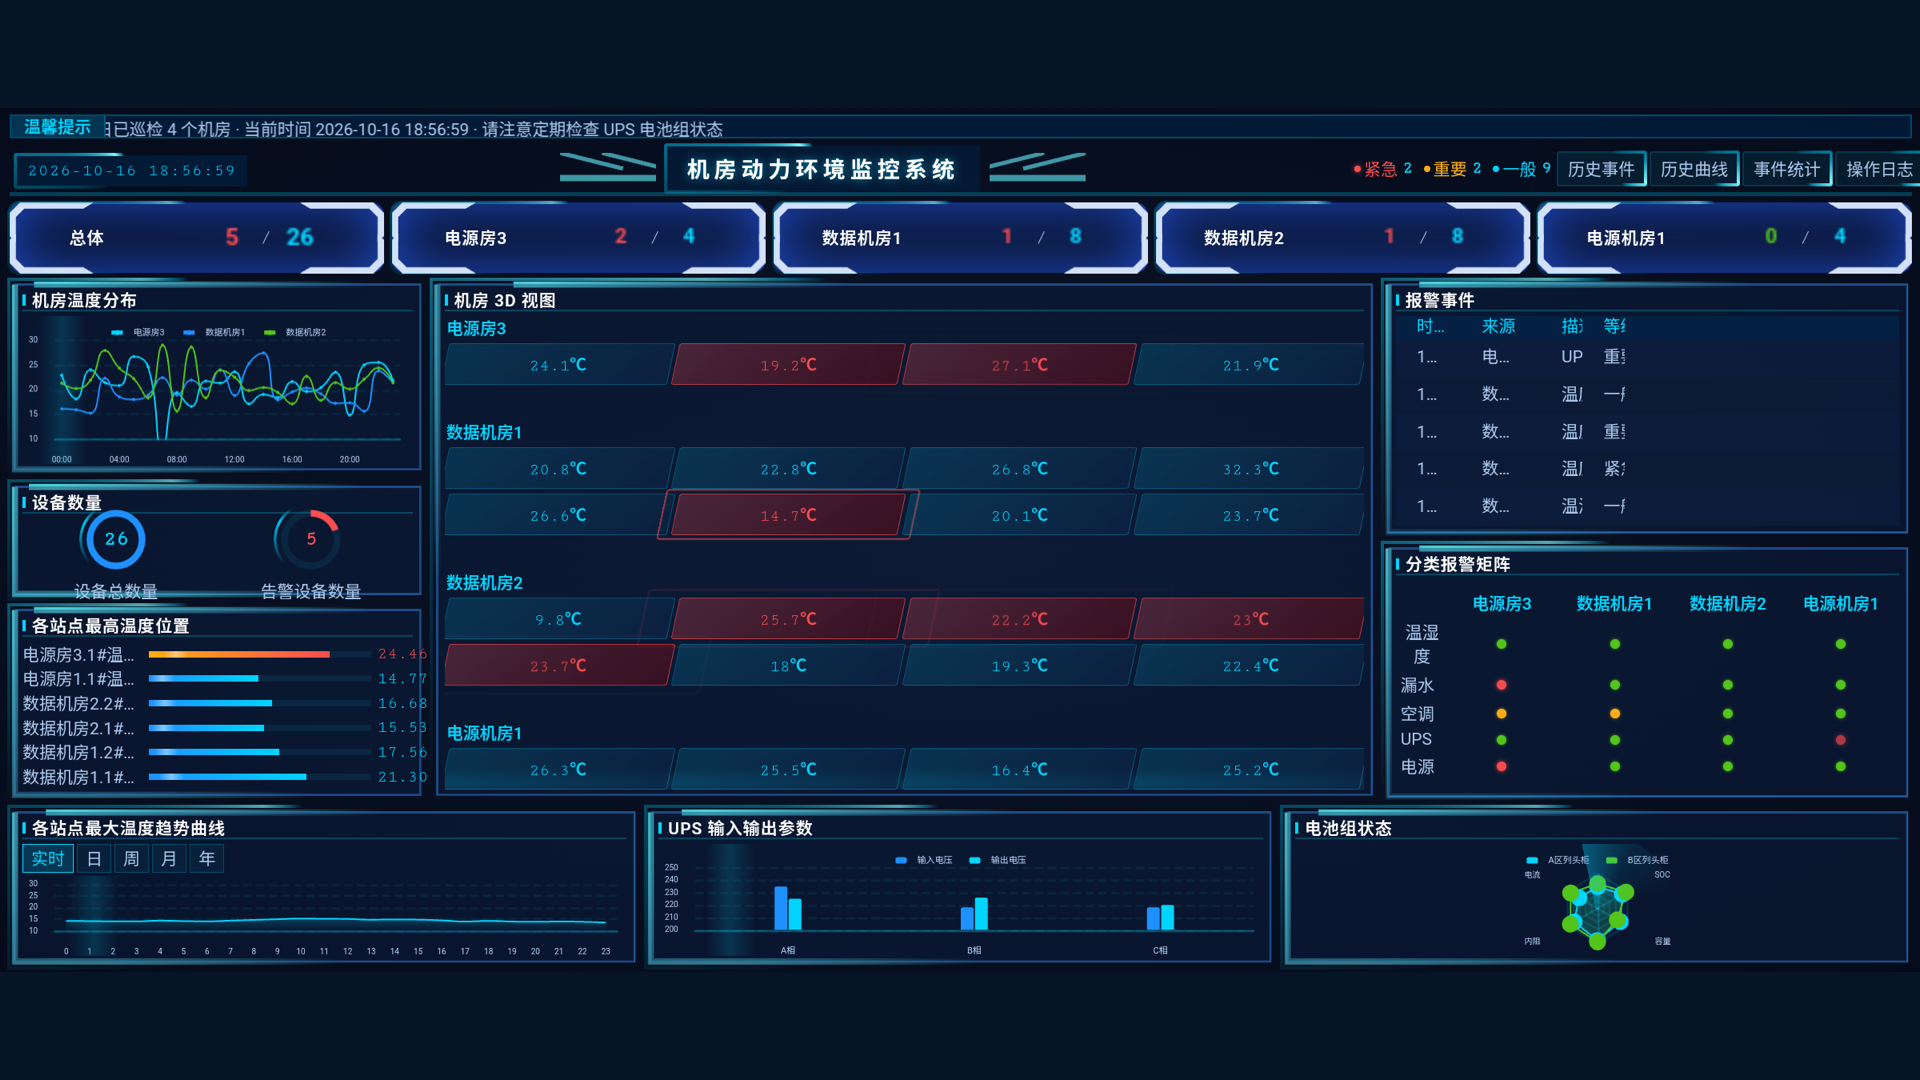 温馨提示 日已巡检 4 个机房 · 当前时间 2026-10-16 18:56:59 · 请注意定期检查 UPS 电池组状态
2026-10-16 18:56:59
机房动力环境监控系统
紧急 2 重要 2 一般 9
历史事件 历史曲线 事件统计 操作日志
总体 5 / 26
电源房3 2 / 4
数据机房1 1 / 8
数据机房2 1 / 8
电源机房1 0 / 4
机房温度分布
电源房3 数据机房1 数据机房2
30
25
20
15
10
00:00 04:00 08:00 12:00 16:00 20:00
设备数量
26 5
设备总数量 告警设备数量
各站点最高温度位置
电源房3.1#温... 24.46
电源房1.1#温... 14.77
数据机房2.2#... 16.68
数据机房2.1#... 15.53
数据机房1.2#... 17.56
数据机房1.1#... 21.30
机房 3D 视图
电源房3
24.1℃ 19.2℃ 27.1℃ 21.9℃
数据机房1
20.8℃ 22.8℃ 26.8℃ 32.3℃
26.6℃ 14.7℃ 20.1℃ 23.7℃
数据机房2
9.8℃ 25.7℃ 22.2℃ 23℃
23.7℃ 18℃ 19.3℃ 22.4℃
电源机房1
26.3℃ 25.5℃ 16.4℃ 25.2℃
报警事件
时... 来源 描 等
1... 电... UP 重
1... 数... 温 一
1... 数... 温 重
1... 数... 温 紧
1... 数... 温 一
分类报警矩阵
电源房3 数据机房1 数据机房2 电源机房1
温湿度
漏水
空调
UPS
电源
各站点最大温度趋势曲线
实时 日 周 月 年
30
25
20
15
10
0 1 2 3 4 5 6 7 8 9 10 11 12 13 14 15 16 17 18 19 20 21 22 23
UPS 输入输出参数
输入电压 输出电压
250
240
230
220
210
200
A相 B相 C相
电池组状态
A区列头柜 B区列头柜
电流 SOC
内阻 容量